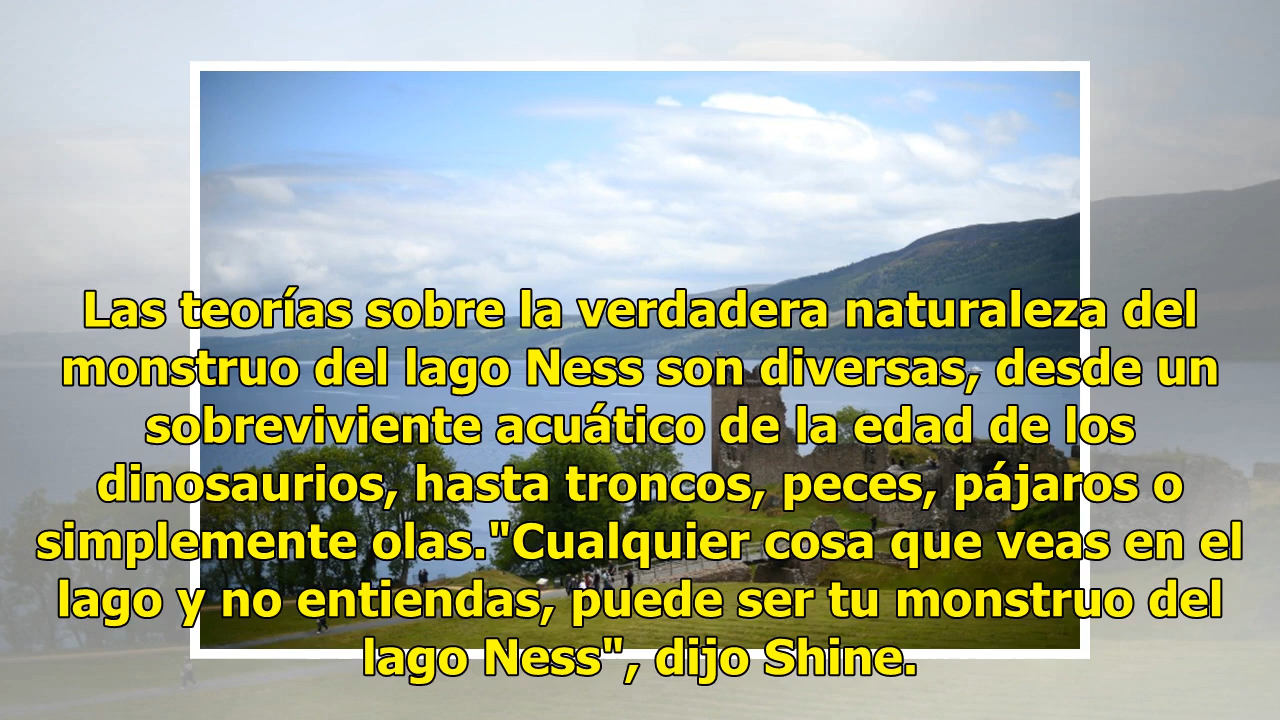 Las teorías sobre la verdadera naturaleza del
monstruo del lago Ness son diversas, desde un
sobreviviente acuático de la edad de los
dinosaurios, hasta troncos, peces, pájaros o
simplemente olas."Cualquier cosa que veas en el
lago y no entiendas, puede ser tu monstruo del
lago Ness", dijo Shine.